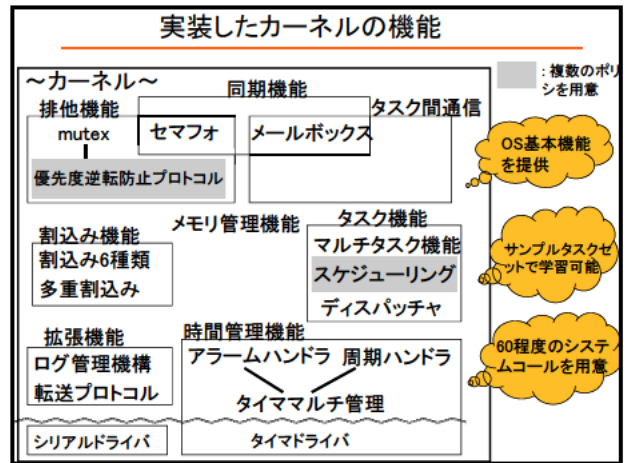 実装したカーネルの機能
～カーネル～
:複数のポリ
シを用意
同期機能
排他機能
タスク間通信
mutex
セマフォ
メールボックス
優先度逆転防止プロトコル
OS基本機能
を提供
メモリ管理機能
タスク機能
割込み機能
マルチタスク機能
割込み6種類
スケジューリング
多重割込み
ディスパッチャ
サンプルタスクセ
ットで学習可能
拡張機能
時間管理機能
ログ管理機構
アラームハンドラ
周期ハンドラ
転送プロトコル
タイママルチ管理
60程度のシステ
ムコールを用意
シリアルドライバ
タイマドライバ